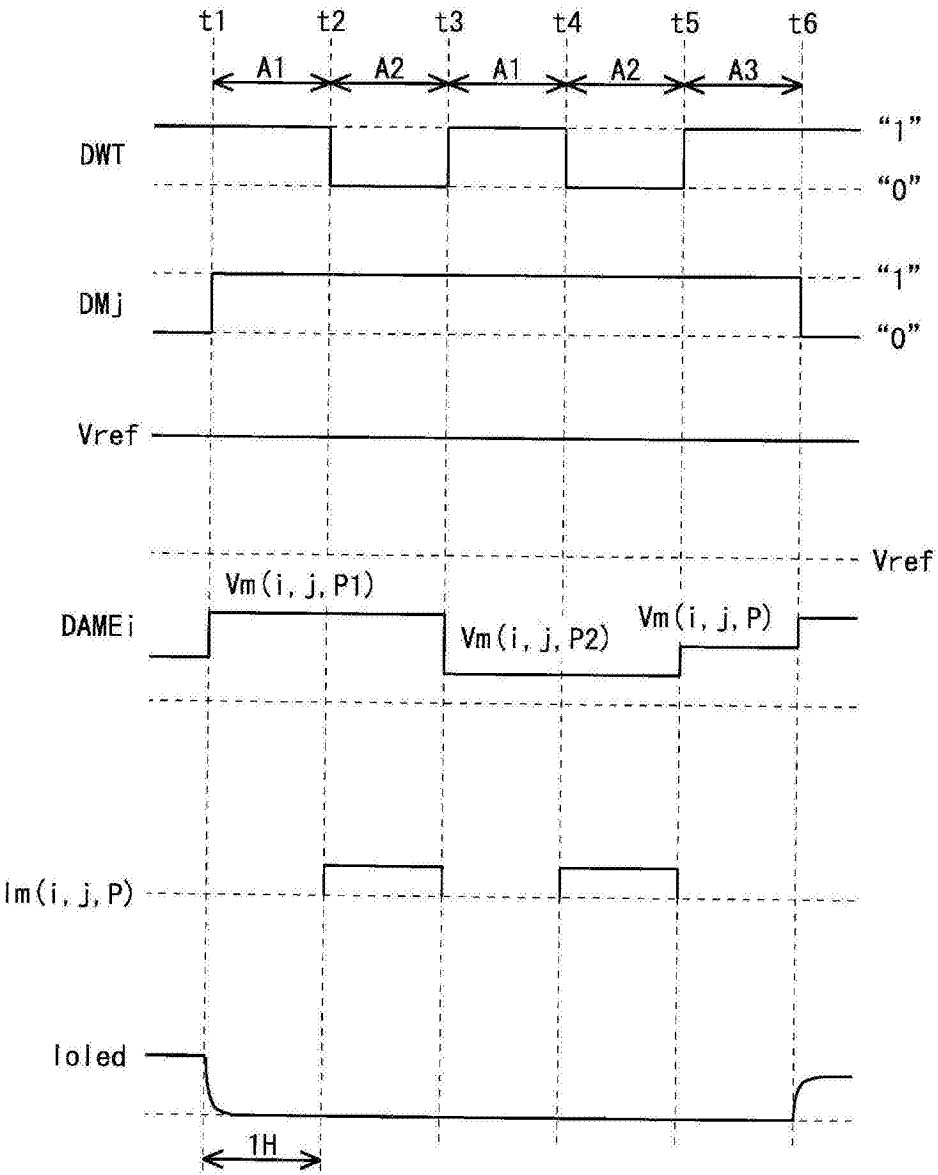 t1 t2 t3 t4 t5 t6
A1 A2 A1 A2 A3
DWT “1”
“0”
DMj “1”
“0”
Vref
Vref
DAMEi Vm(i, j, P1) Vm(i, j, P2) Vm(i, j, P)
Im(i, j, P)
Ioled
1H